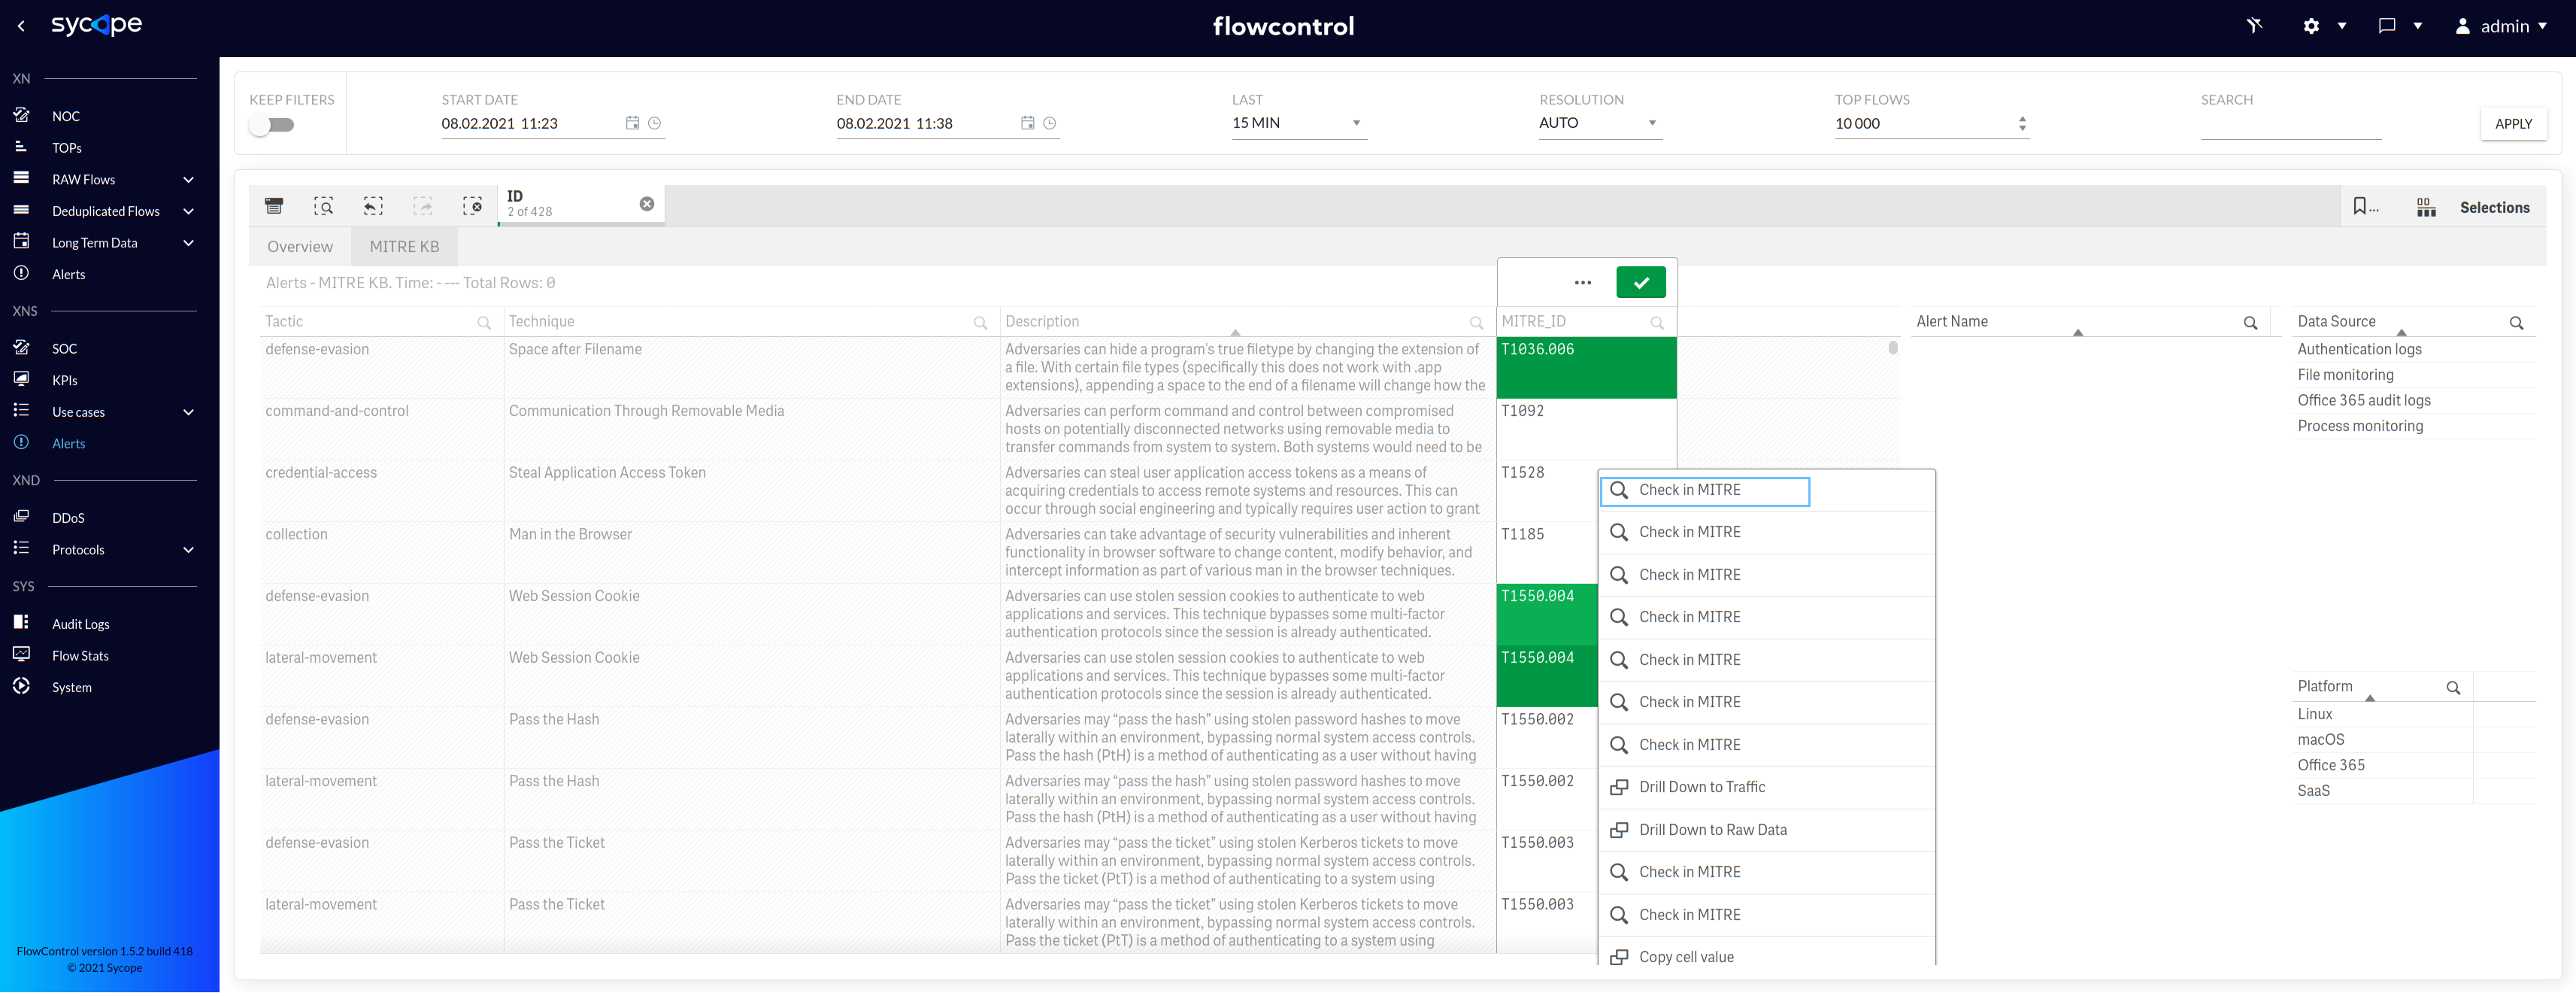 sycope
flowcontrol
admin
XN
NOC
TOPs
RAW Flows
Deduplicated Flows
Long Term Data
Alerts
XNS
SOC
KPIs
Use cases
Alerts
XND
DDoS
Protocols
SYS
Audit Logs
Flow Stats
System
FlowControl version 1.5.2 build 418
© 2021 Sycope
KEEP FILTERS
START DATE
08.02.2021 11:23
END DATE
08.02.2021 11:38
LAST
15 MIN
RESOLUTION
AUTO
TOP FLOWS
10 000
SEARCH
APPLY
ID
2 of 428
...
Selections
Overview
MITRE KB
Alerts - MITRE KB. Time: - --- Total Rows: 0
Tactic
Technique
Description
MITRE_ID
defense-evasion
Space after Filename
Adversaries can hide a program's true filetype by changing the extension of
a file. With certain file types (specifically this does not work with .app
extensions), appending a space to the end of a filename will change how the
T1036.006
command-and-control
Communication Through Removable Media
Adversaries can perform command and control between compromised
hosts on potentially disconnected networks using removable media to
transfer commands from system to system. Both systems would need to be
T1092
credential-access
Steal Application Access Token
Adversaries can steal user application access tokens as a means of
acquiring credentials to access remote systems and resources. This can
occur through social engineering and typically requires user action to grant
T1528
collection
Man in the Browser
Adversaries can take advantage of security vulnerabilities and inherent
functionality in browser software to change content, modify behavior, and
intercept information as part of various man in the browser techniques.
T1185
defense-evasion
Web Session Cookie
Adversaries can use stolen session cookies to authenticate to web
applications and services. This technique bypasses some multi-factor
authentication protocols since the session is already authenticated.
T1550.004
lateral-movement
Web Session Cookie
Adversaries can use stolen session cookies to authenticate to web
applications and services. This technique bypasses some multi-factor
authentication protocols since the session is already authenticated.
T1550.004
defense-evasion
Pass the Hash
Adversaries may “pass the hash” using stolen password hashes to move
laterally within an environment, bypassing normal system access controls.
Pass the hash (PtH) is a method of authenticating as a user without having
T1550.002
lateral-movement
Pass the Hash
Adversaries may “pass the hash” using stolen password hashes to move
laterally within an environment, bypassing normal system access controls.
Pass the hash (PtH) is a method of authenticating as a user without having
T1550.002
defense-evasion
Pass the Ticket
Adversaries may “pass the ticket” using stolen Kerberos tickets to move
laterally within an environment, bypassing normal system access controls.
Pass the ticket (PtT) is a method of authenticating to a system using
T1550.003
lateral-movement
Pass the Ticket
Adversaries may “pass the ticket” using stolen Kerberos tickets to move
laterally within an environment, bypassing normal system access controls.
Pass the ticket (PtT) is a method of authenticating to a system using
T1550.003
Check in MITRE
Check in MITRE
Check in MITRE
Check in MITRE
Check in MITRE
Check in MITRE
Check in MITRE
Drill Down to Traffic
Drill Down to Raw Data
Check in MITRE
Check in MITRE
Copy cell value
Alert Name
Data Source
Authentication logs
File monitoring
Office 365 audit logs
Process monitoring
Platform
Linux
macOS
Office 365
SaaS